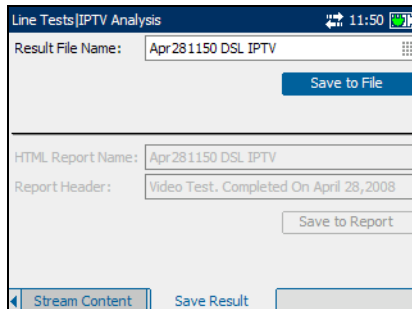 Line Tests|IPTV Analysis 11:50
Result File Name: Apr281150 DSL IPTV
Save to File
HTML Report Name: Apr281150 DSL IPTV
Report Header: Video Test. Completed On April 28,2008
Save to Report
Stream Content Save Result